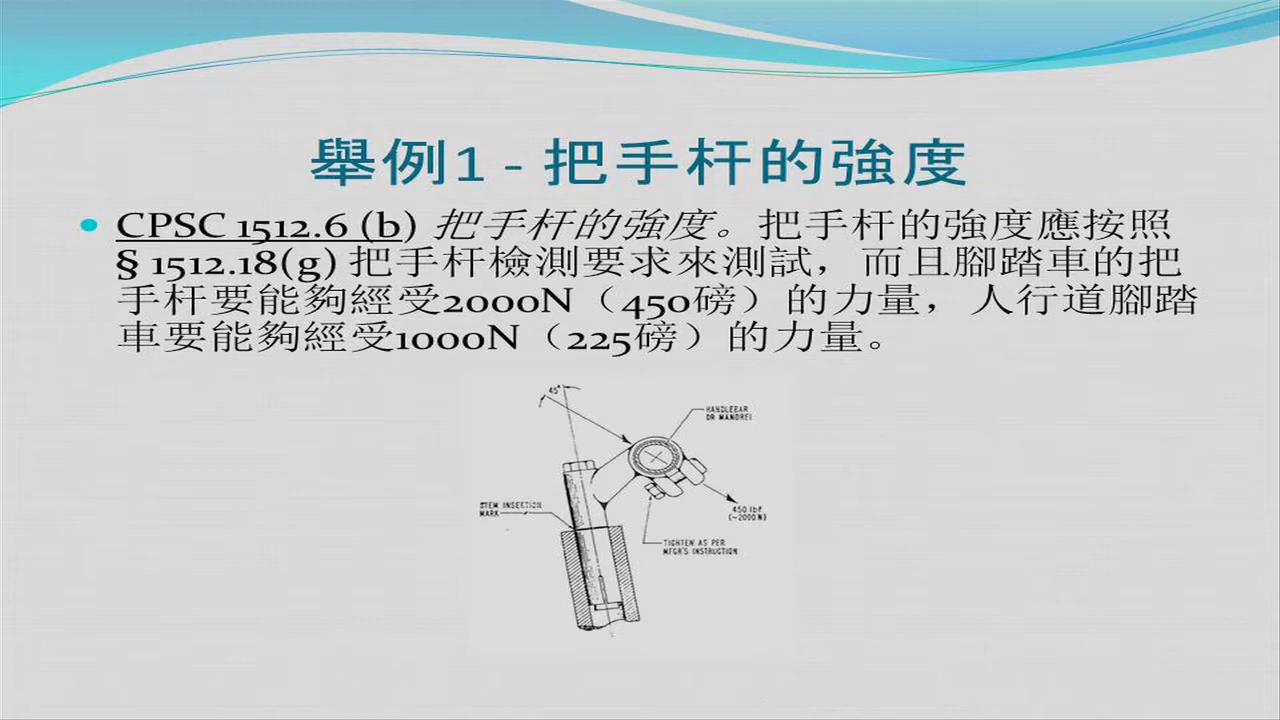 舉例1 - 把手杆的強度
• CPSC 1512.6 (b) 把手杆的強度。把手杆的強度應按照
§ 1512.18(g) 把手杆檢測要求來測試，而且腳踏車的把
手杆要能夠經受2000N（450磅）的力量，人行道腳踏
車要能夠經受1000N（225磅）的力量。
45°
HANDLEBAR
OR MANDREL
STEM INSERTION
MARK
450 lbf
(~2000N)
TIGHTEN AS PER
MFGR'S INSTRUCTION